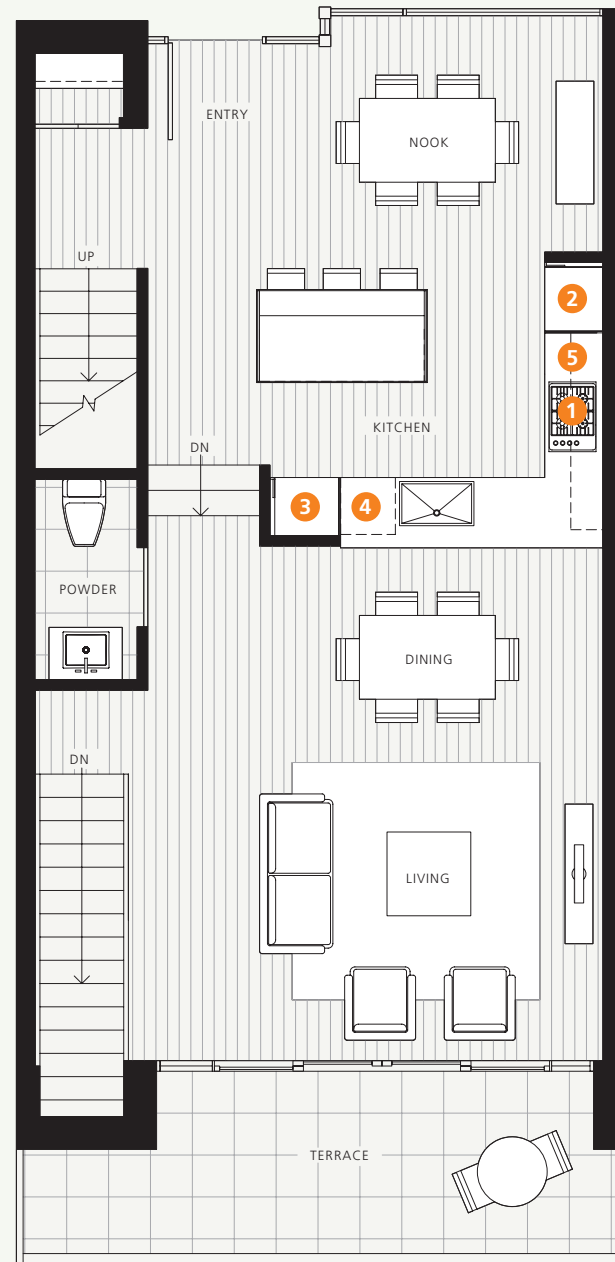 ENTRY
NOOK
UP
2
5
1
KITCHEN
DN
3
4
POWDER
DINING
DN
LIVING
TERRACE